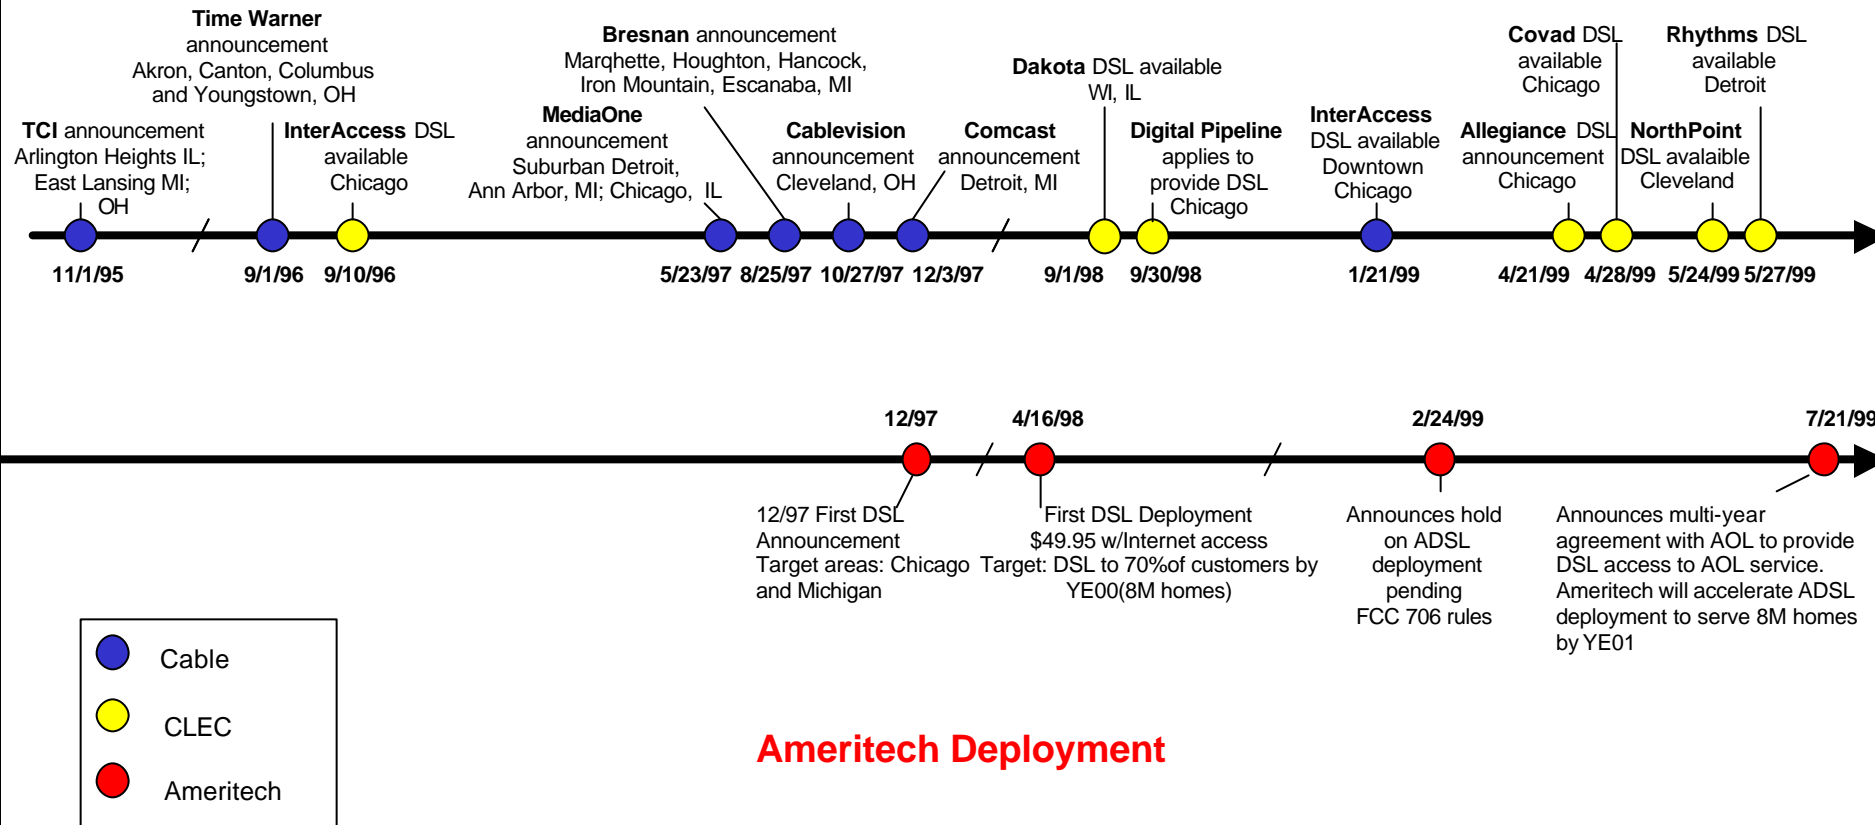 Time Warner
announcement
Akron, Canton, Columbus
and Youngstown, OH
Bresnan announcement
Marqhette, Houghton, Hancock,
Iron Mountain, Escanaba, MI
Dakota DSL available
WI, IL
Covad DSL
available
Chicago
Rhythms DSL
available
Detroit
TCI announcement
Arlington Heights IL;
East Lansing MI;
OH
InterAccess DSL
available
Chicago
MediaOne
announcement
Suburban Detroit,
Ann Arbor, MI; Chicago, IL
Cablevision
announcement
Cleveland, OH
Comcast
announcement
Detroit, MI
Digital Pipeline
applies to
provide DSL
Chicago
InterAccess
DSL available
Downtown
Chicago
Allegiance DSL
announcement
Chicago
NorthPoint
DSL avalaible
Cleveland
11/1/95
9/1/96
9/10/96
5/23/97
8/25/97
10/27/97
12/3/97
9/1/98
9/30/98
1/21/99
4/21/99
4/28/99
5/24/99
5/27/99
12/97
4/16/98
2/24/99
7/21/99
12/97 First DSL
Announcement
Target areas: Chicago
and Michigan
First DSL Deployment
$49.95 w/Internet access
Target: DSL to 70%of customers by
YE00(8M homes)
Announces hold
on ADSL
deployment
pending
FCC 706 rules
Announces multi-year
agreement with AOL to provide
DSL access to AOL service.
Ameritech will accelerate ADSL
deployment to serve 8M homes
by YE01
Cable
CLEC
Ameritech
Ameritech Deployment